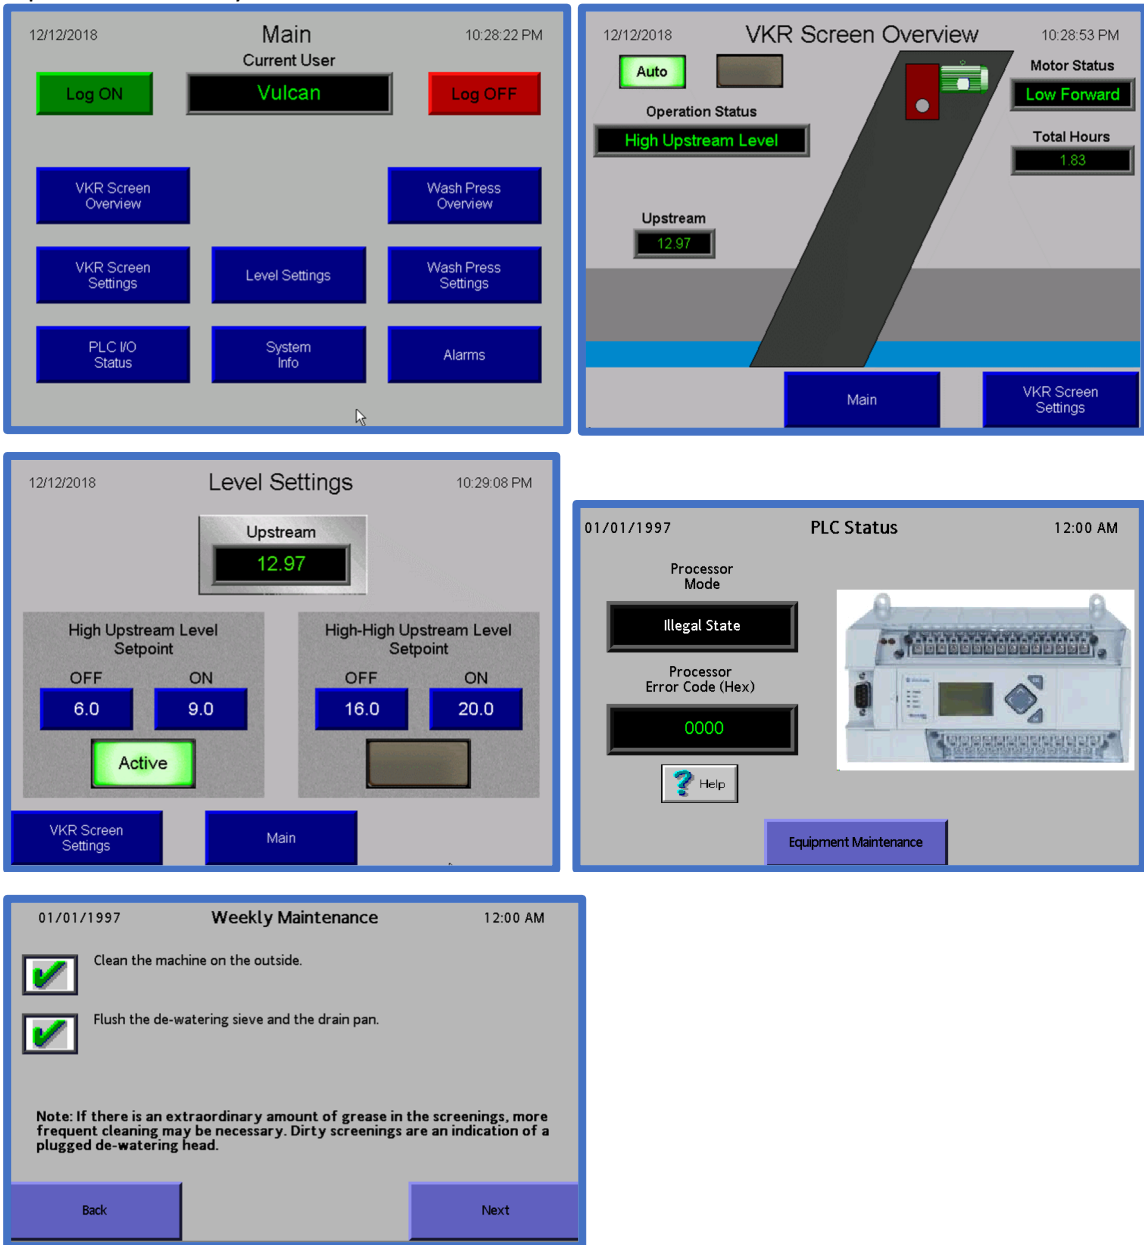 12/12/2018 Main 10:28:22 PM
Current User
Log ON Vulcan Log OFF
VKR Screen
Overview
Wash Press
Overview
VKR Screen
Settings
Level Settings
Wash Press
Settings
PLC I/O
Status
System
Info
Alarms
12/12/2018 VKR Screen Overview 10:28:53 PM
Auto
Motor Status
Low Forward
Operation Status
High Upstream Level
Total Hours
1.83
Upstream
12.97
Main
VKR Screen
Settings
12/12/2018 Level Settings 10:29:08 PM
Upstream
12.97
High Upstream Level
Setpoint
OFF ON
6.0 9.0
Active
High-High Upstream Level
Setpoint
OFF ON
16.0 20.0
VKR Screen
Settings
Main
01/01/1997 PLC Status 12:00 AM
Processor
Mode
Illegal State
Processor
Error Code (Hex)
0000
? Help
Equipment Maintenance
01/01/1997 Weekly Maintenance 12:00 AM
Clean the machine on the outside.
Flush the de-watering sieve and the drain pan.
Note: If there is an extraordinary amount of grease in the screenings, more
frequent cleaning may be necessary. Dirty screenings are an indication of a
plugged de-watering head.
Back Next